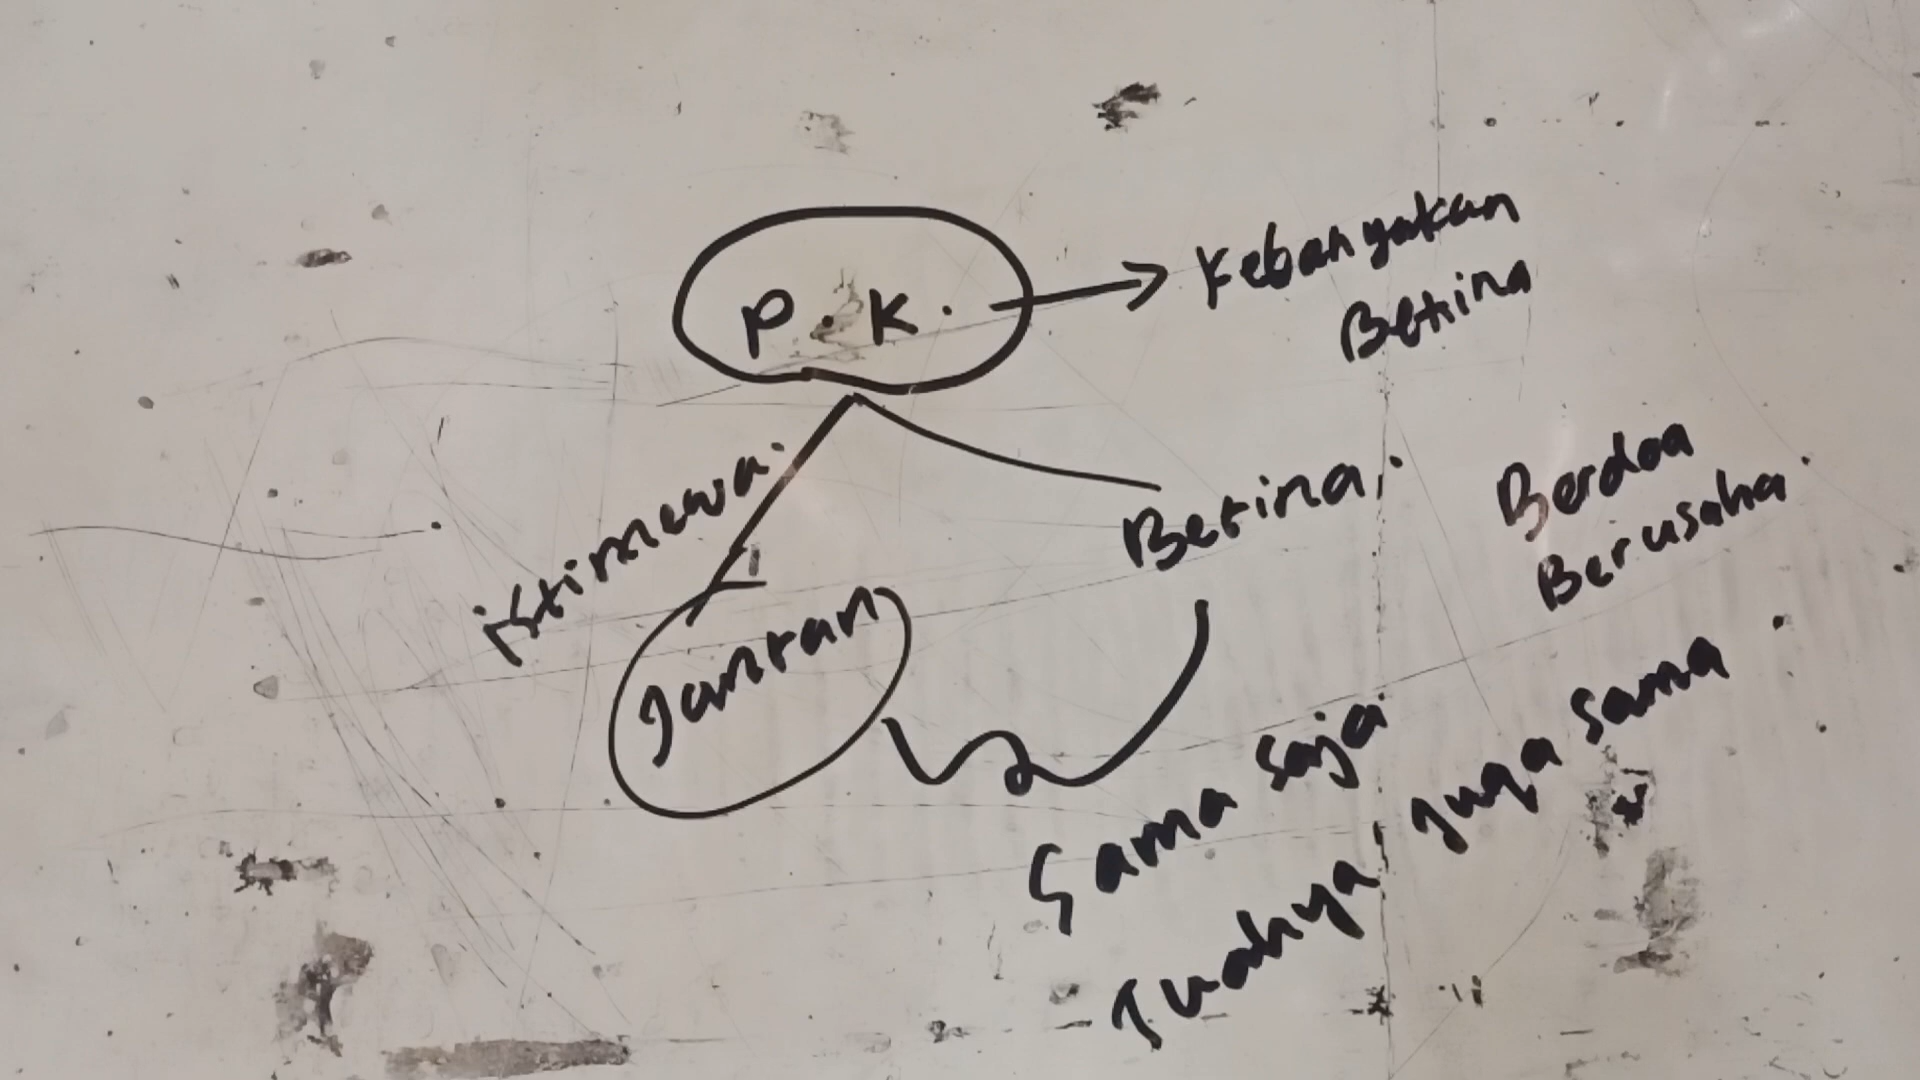 P.K.
Kebanyakan
Betina
istimewa.
Betina.
Jantan
Berdoa
Berusaha.
Sama saja
Tuahnya juga sama